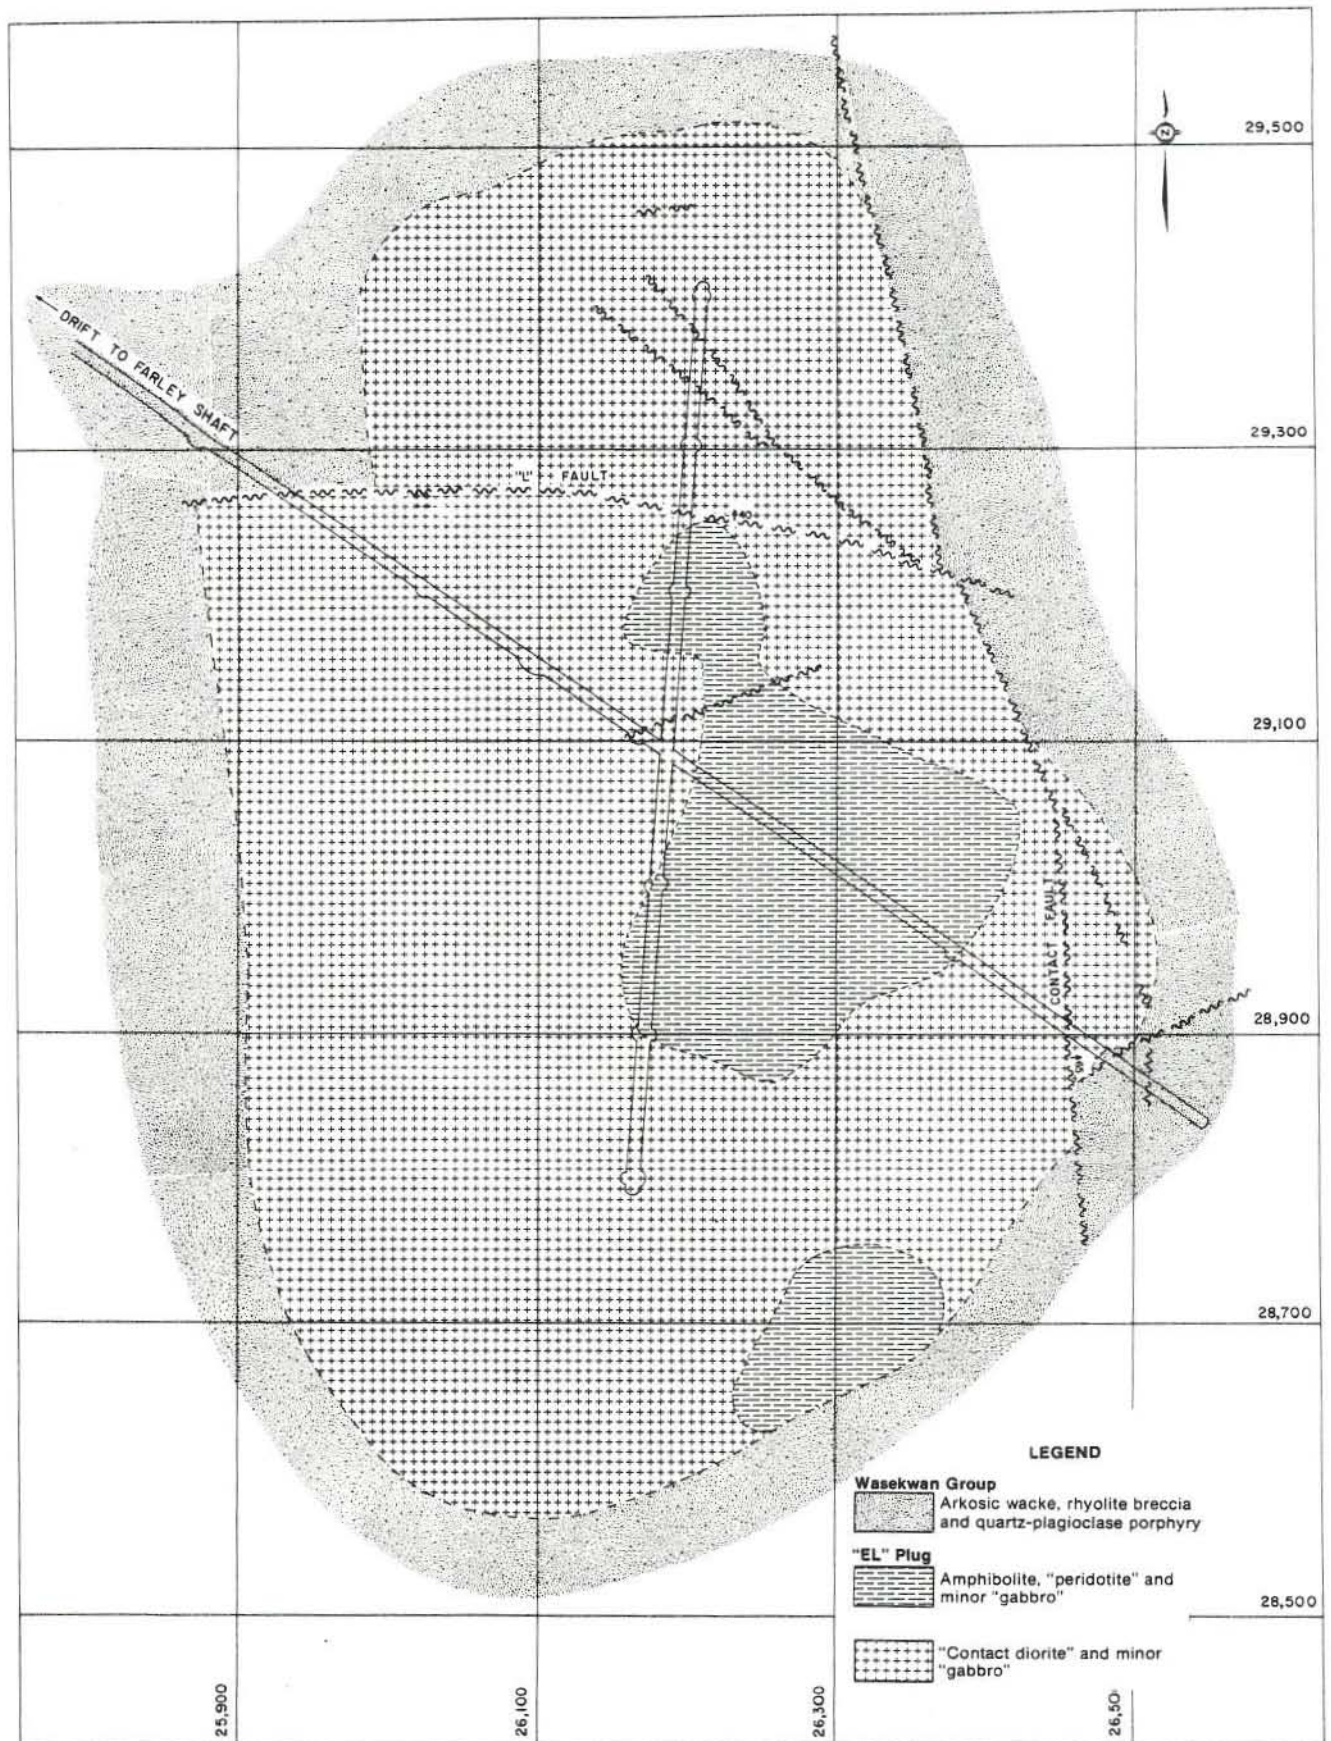 29,500
N
DRIFT TO FARLEY SHAFT
29,300
"L" FAULT
29,100
CONTACT FAULT
28,900
28,700
LEGEND
Wasekwan Group
Arkosic wacke, rhyolite breccia
and quartz-plagioclase porphyry
"EL" Plug
Amphibolite, "peridotite" and
minor "gabbro"
28,500
"Contact diorite" and minor
"gabbro"
25,900
26,100
26,300
26,50